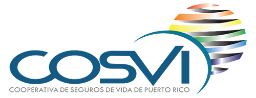 COSVI
COOPERATIVA DE SEGUROS DE VIDA DE PUERTO RICO